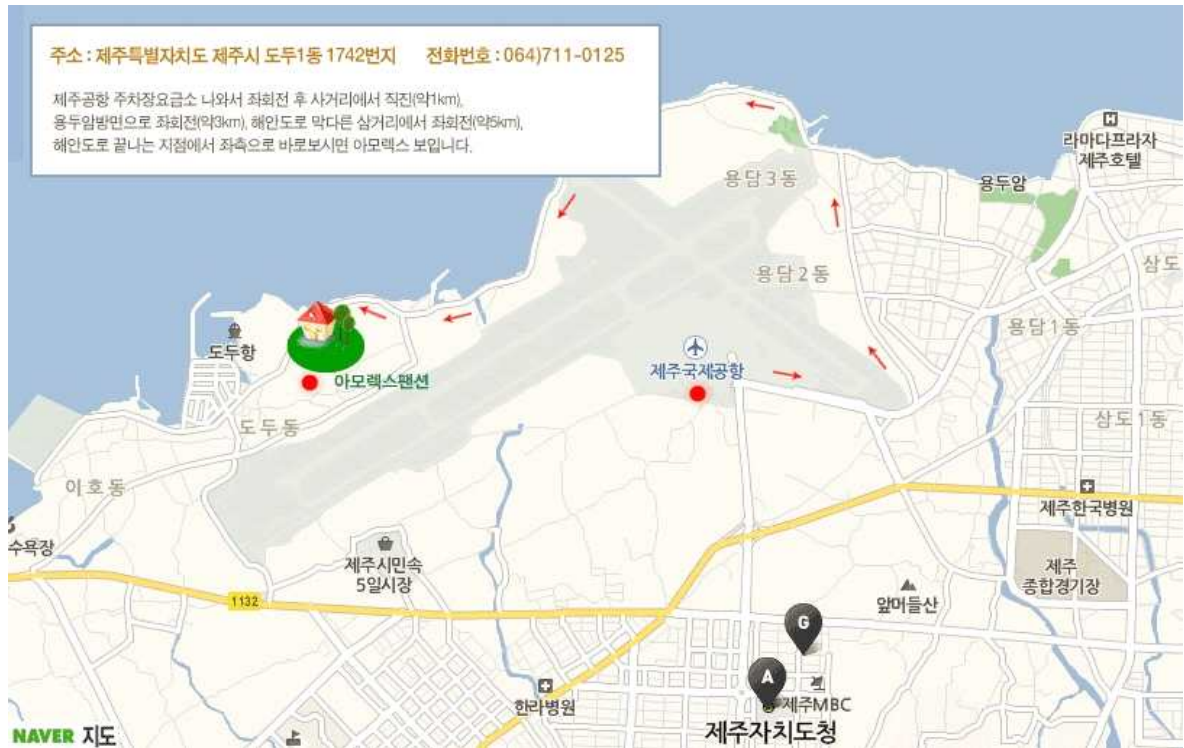 주소 : 제주특별자치도 제주시 도두1동 1742번지 전화번호 : 064)711-0125
제주공항 주차장요금소 나와서 좌회전 후 사거리에서 직진(약1km),
용두암방면으로 좌회전(약3km), 해안도로 막다른 삼거리에서 좌회전(약5km),
해안도로 끝나는 지점에서 좌측으로 바로보시면 아모렉스 보입니다.
H
라마다프라자
제주호텔
용담3동
용두암
용담2동
삼도
용담1동
도두항
제주국제공항
아모렉스팬션
삼도1동
도두동
이호동
제주한국병원
수욕장
제주시민속
5일시장
제주
종합경기장
1132
앞머들산
G
A
한라병원
제주MBC
제주자치도청
NAVER 지도